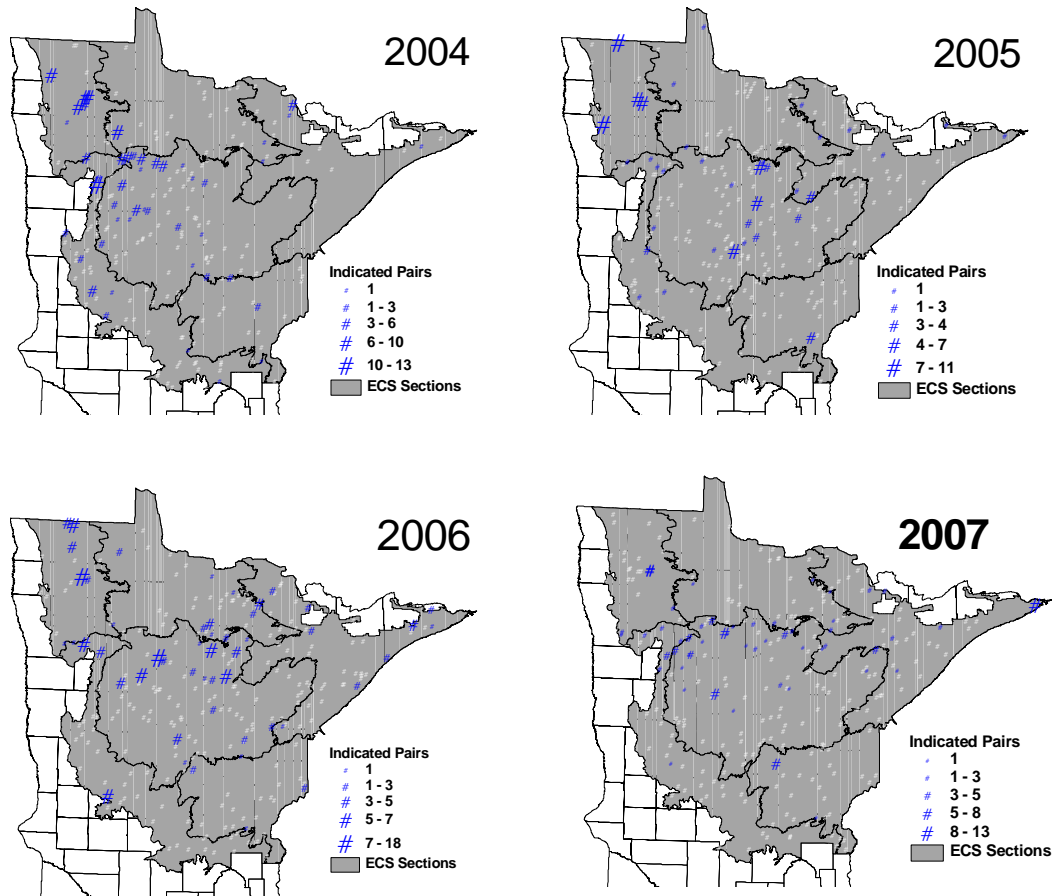 2004
Indicated Pairs
1
1 - 3
3 - 6
6 - 10
10 - 13
ECS Sections
2005
Indicated Pairs
1
1 - 3
3 - 4
4 - 7
7 - 11
ECS Sections
2006
Indicated Pairs
1
1 - 3
3 - 5
5 - 7
7 - 18
ECS Sections
2007
Indicated Pairs
1
1 - 3
3 - 5
5 - 8
8 - 13
ECS Sections